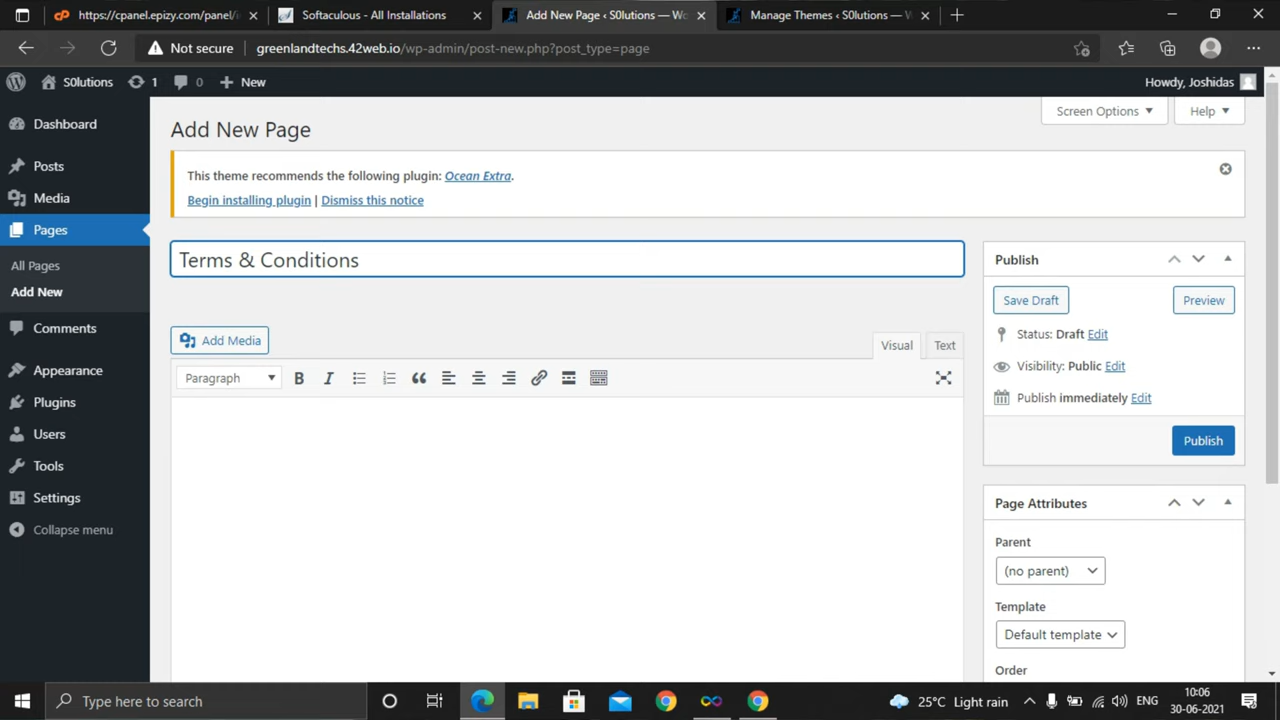 https://cpanel.epizy.com/panel/i
Softaculous - All Installations
Add New Page ‹ S0lutions — Wo
Manage Themes ‹ S0lutions — W
Not secure
greenlandtechs.42web.io/wp-admin/post-new.php?post_type=page
S0lutions
1
0
New
Howdy, Joshidas
Dashboard
Posts
Media
Pages
All Pages
Add New
Comments
Appearance
Plugins
Users
Tools
Settings
Collapse menu
Screen Options
Help
Add New Page
This theme recommends the following plugin: Ocean Extra.
Begin installing plugin | Dismiss this notice
Terms & Conditions
Add Media
Visual
Text
Paragraph
B I
Publish
Save Draft
Preview
Status: Draft Edit
Visibility: Public Edit
Publish immediately Edit
Publish
Page Attributes
Parent
(no parent)
Template
Default template
Order
Type here to search
25°C Light rain
ENG
10:06
30-06-2021